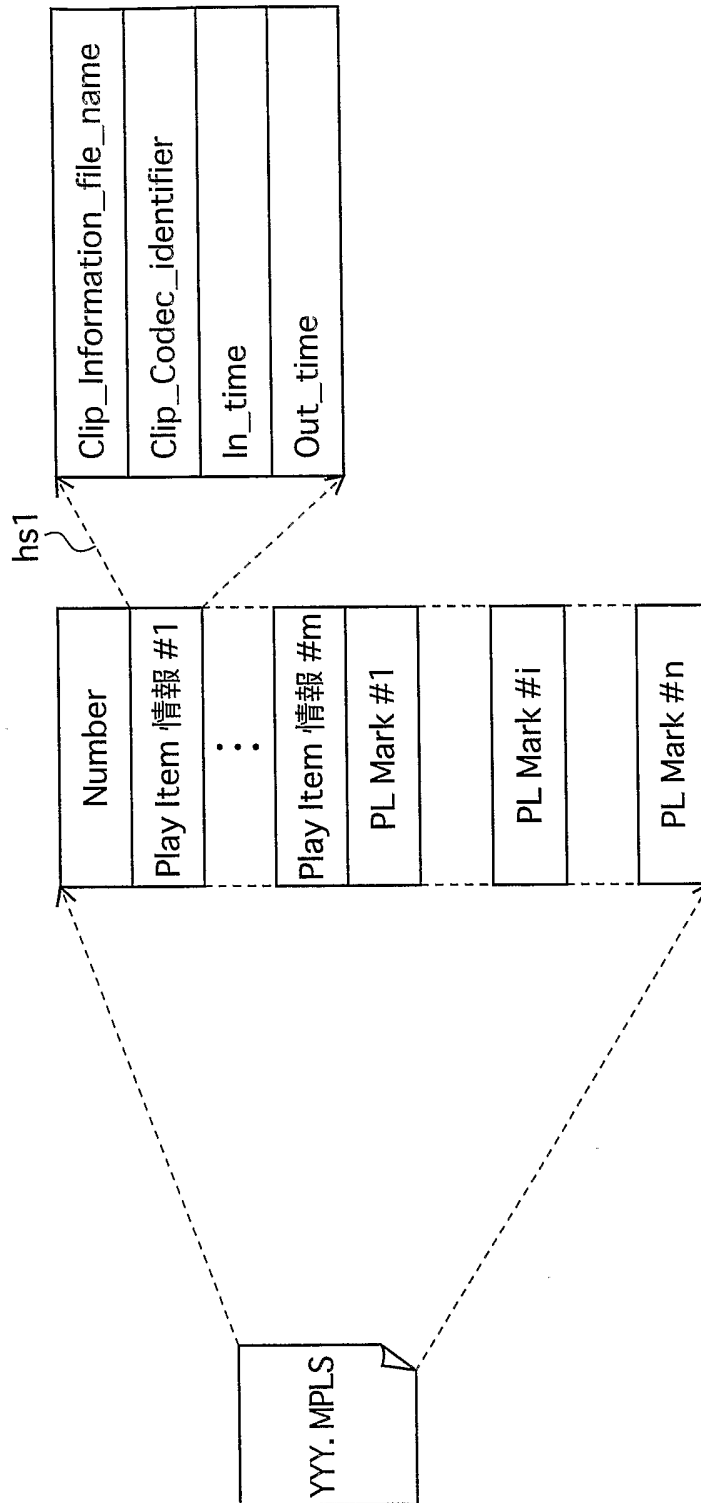 YYY. MPLS
Number
Play Item 情報 #1
...
Play Item 情報 #m
PL Mark #1
PL Mark #i
PL Mark #n
hs1
Clip_Information_file_name
Clip_Codec_identifier
In_time
Out_time